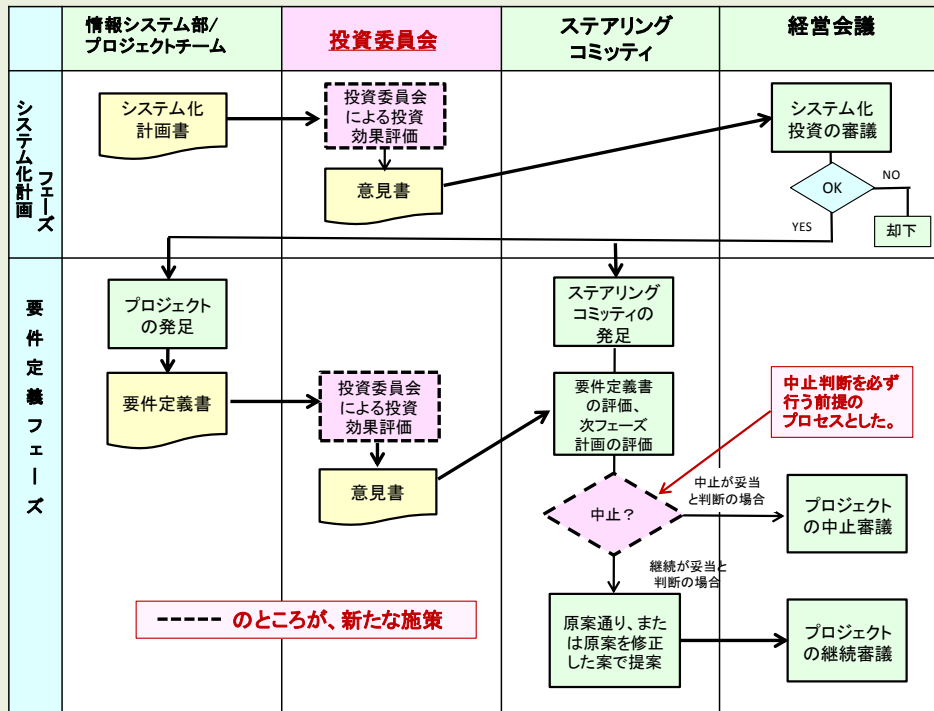 情報システム部/
プロジェクトチーム
投資委員会
ステアリング
コミッティ
経営会議
システム化計画
フェーズ
システム化
計画書
投資委員会
による投資
効果評価
意見書
システム化
投資の審議
OK
NO
YES
却下
要件定義フェーズ
プロジェクト
の発足
要件定義書
投資委員会
による投資
効果評価
意見書
ステアリング
コミッティの
発足
要件定義書
の評価、
次フェーズ
計画の評価
中止判断を必ず
行う前提の
プロセスとした。
中止?
中止が妥当
と判断の場合
プロジェクト
の中止審議
継続が妥当と
判断の場合
原案通り、また
は原案を修正
した案で提案
プロジェクト
の継続審議
のところが、新たな施策